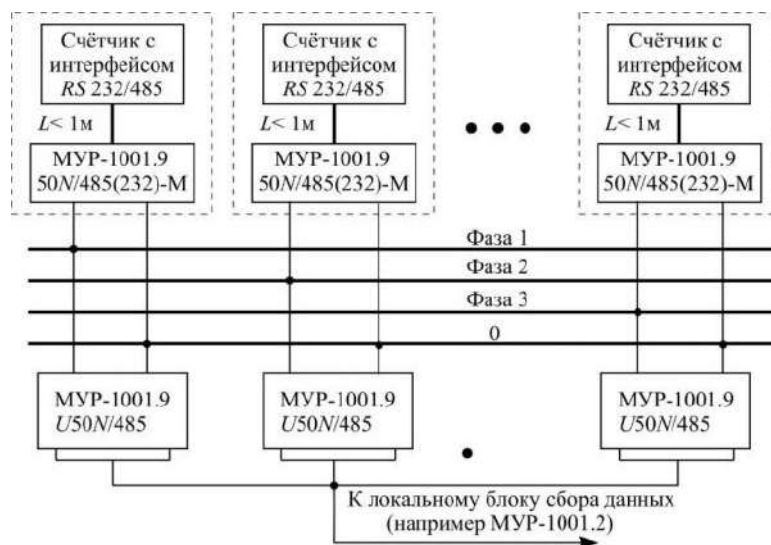 Счётчик с
интерфейсом
RS 232/485
L< 1м
МУР-1001.9
50N/485(232)-М
Счётчик с
интерфейсом
RS 232/485
L< 1м
МУР-1001.9
50N/485(232)-М
Счётчик с
интерфейсом
RS 232/485
L< 1м
МУР-1001.9
50N/485(232)-М
Фаза 1
Фаза 2
Фаза 3
0
МУР-1001.9
U50N/485
МУР-1001.9
U50N/485
МУР-1001.9
U50N/485
К локальному блоку сбора данных
(например МУР-1001.2)